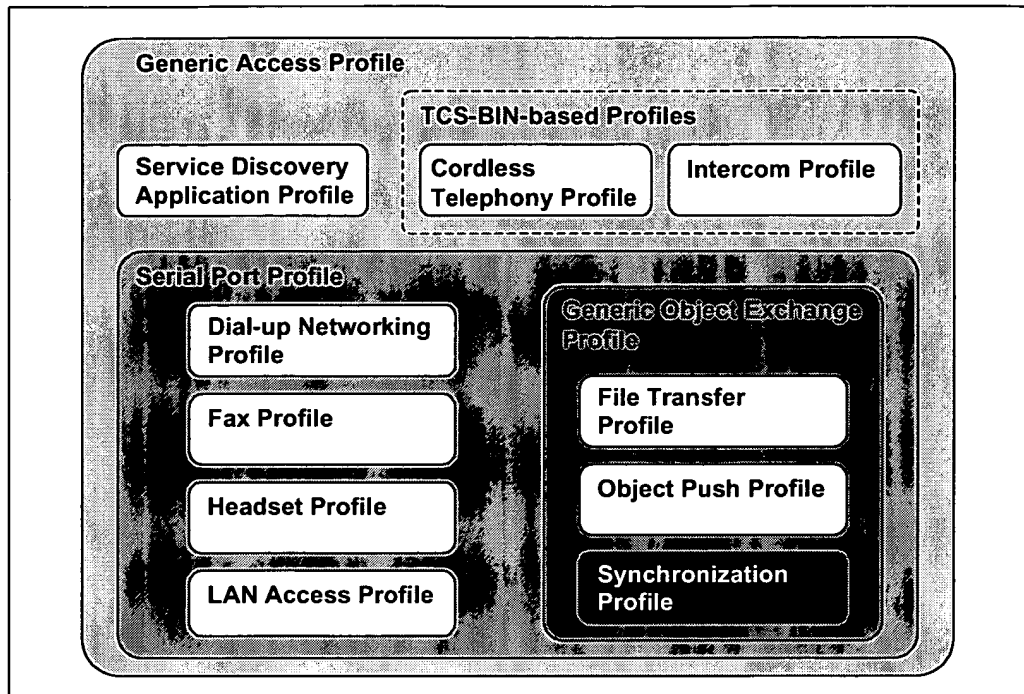 Generic Access Profile
TCS-BIN-based Profiles
Service Discovery
Application Profile
Cordless
Telephony Profile
Intercom Profile
Serial Port Profile
Dial-up Networking
Profile
Fax Profile
Headset Profile
LAN Access Profile
Generic Object Exchange
Profile
File Transfer
Profile
Object Push Profile
Synchronization
Profile